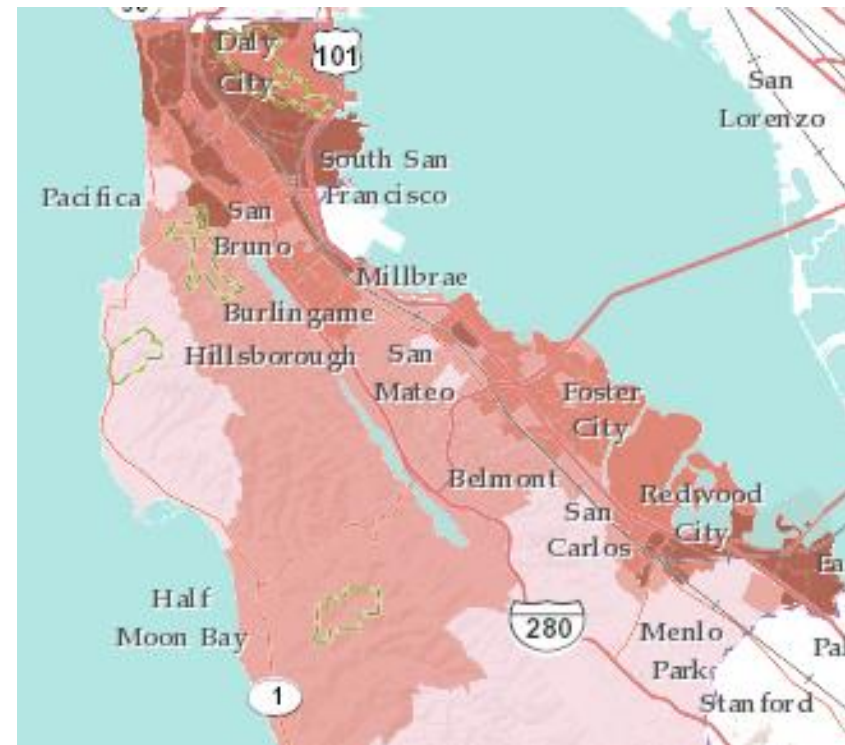 Daly
City
101
San
Lorenzo
South San
Francisco
Pacifica
San
Bruno
Millbrae
Burlingame
Hillsborough
San
Mateo
Foster
City
Belmont
Redwood
City
San
Carlos
Half
Moon Bay
280
Menlo
Park
1
Stanford